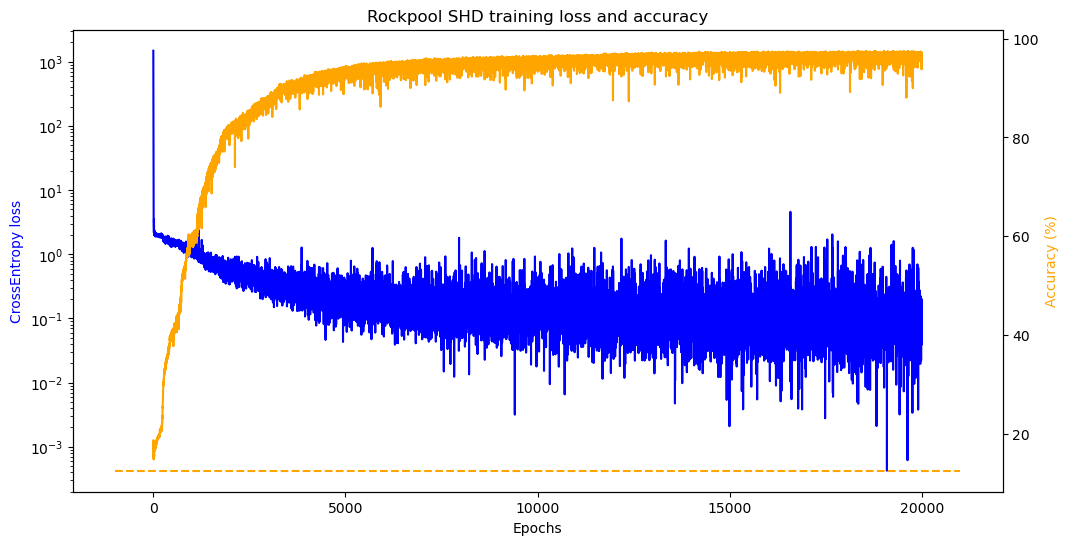 Rockpool SHD training loss and accuracy
CrossEntropy loss
10³
10²
10¹
10⁰
10⁻¹
10⁻²
10⁻³
100
80
60
40
20
Accuracy (%)
0 5000 10000 15000 20000
Epochs